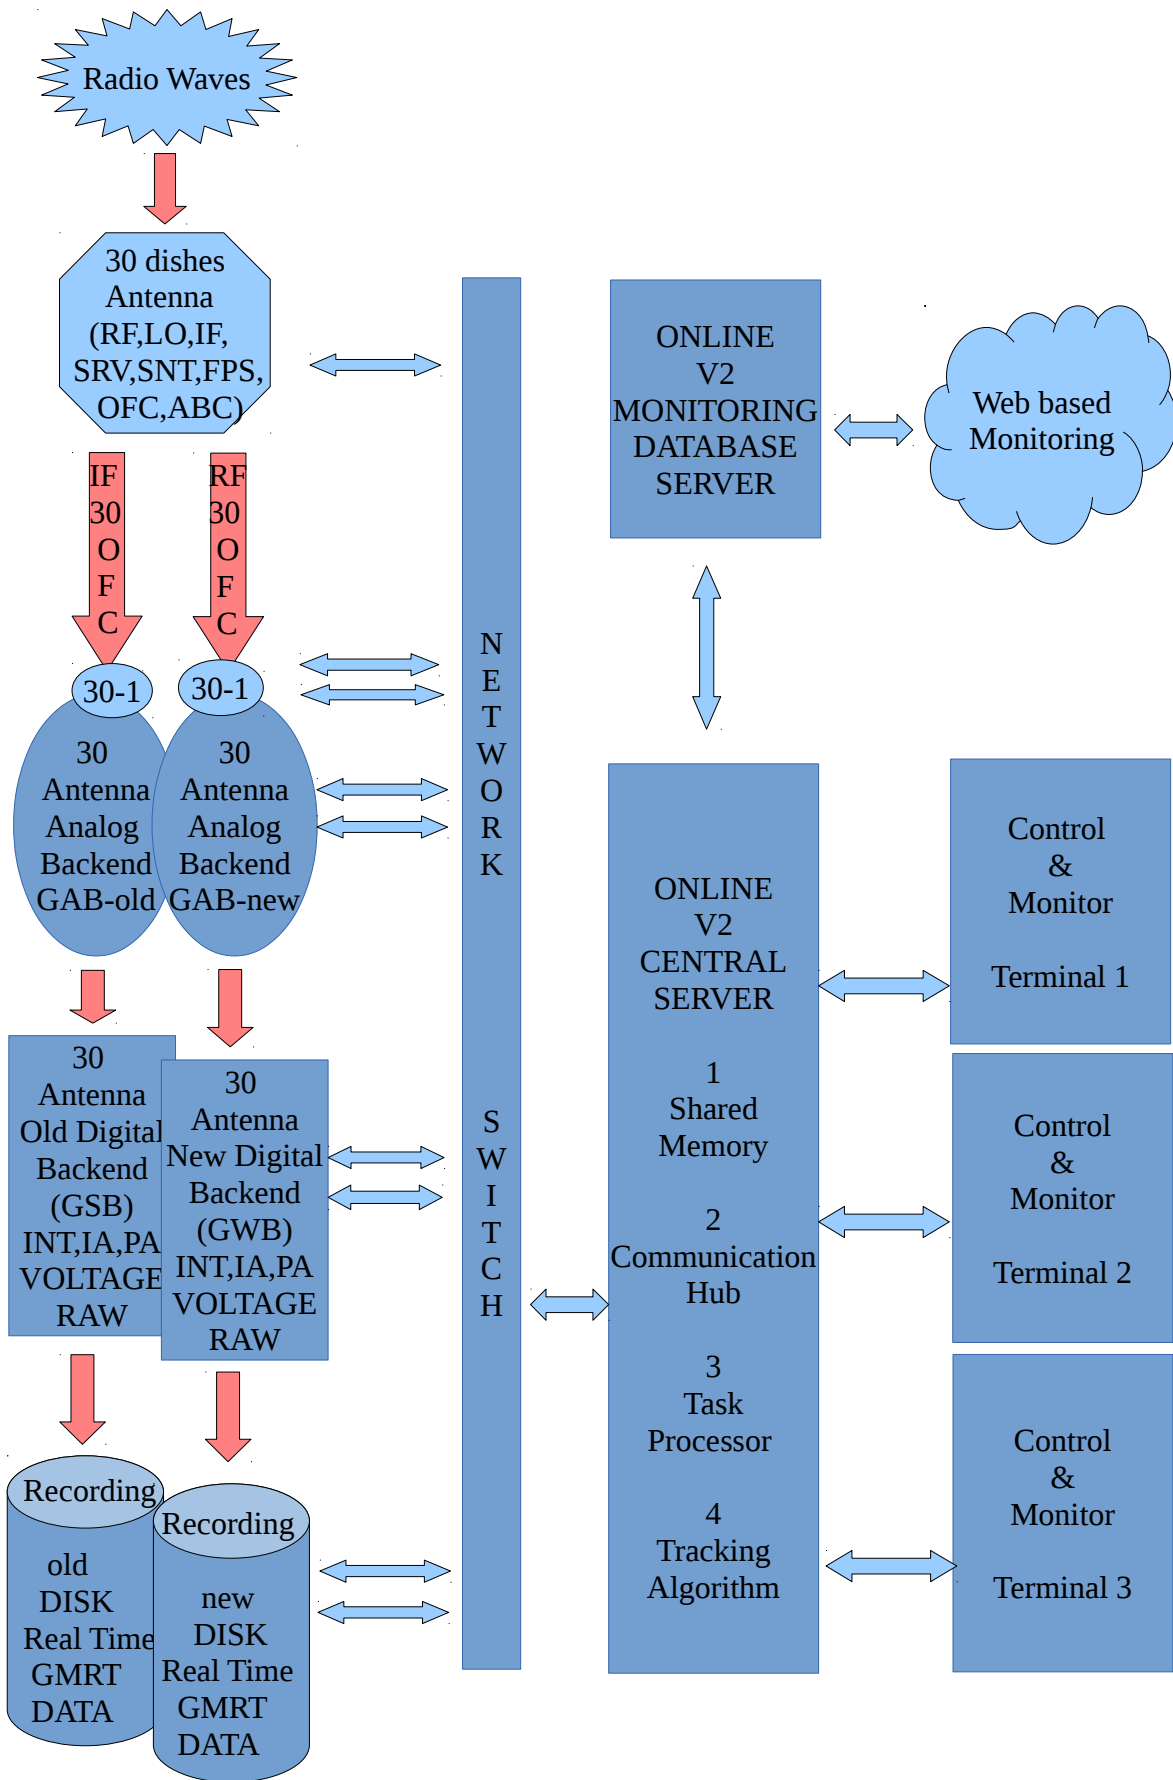 Radio Waves
30 dishes
Antenna
(RF,LO,IF,
SRV,SNT,FPS,
OFC,ABC)
IF
30
O
F
C
RF
30
O
F
C
30-1
30-1
30
Antenna
Analog
Backend
GAB-old
30
Antenna
Analog
Backend
GAB-new
30
Antenna
Old Digital
Backend
(GSB)
INT,IA,PA
VOLTAGE
RAW
30
Antenna
New Digital
Backend
(GWB)
INT,IA,PA
VOLTAGE
RAW
Recording
old
DISK
Real Time
GMRT
DATA
Recording
new
DISK
Real Time
GMRT
DATA
N
E
T
W
O
R
K
S
W
I
T
C
H
ONLINE
V2
MONITORING
DATABASE
SERVER
Web based
Monitoring
ONLINE
V2
CENTRAL
SERVER
1
Shared
Memory
2
Communication
Hub
3
Task
Processor
4
Tracking
Algorithm
Control
&
Monitor
Terminal 1
Control
&
Monitor
Terminal 2
Control
&
Monitor
Terminal 3